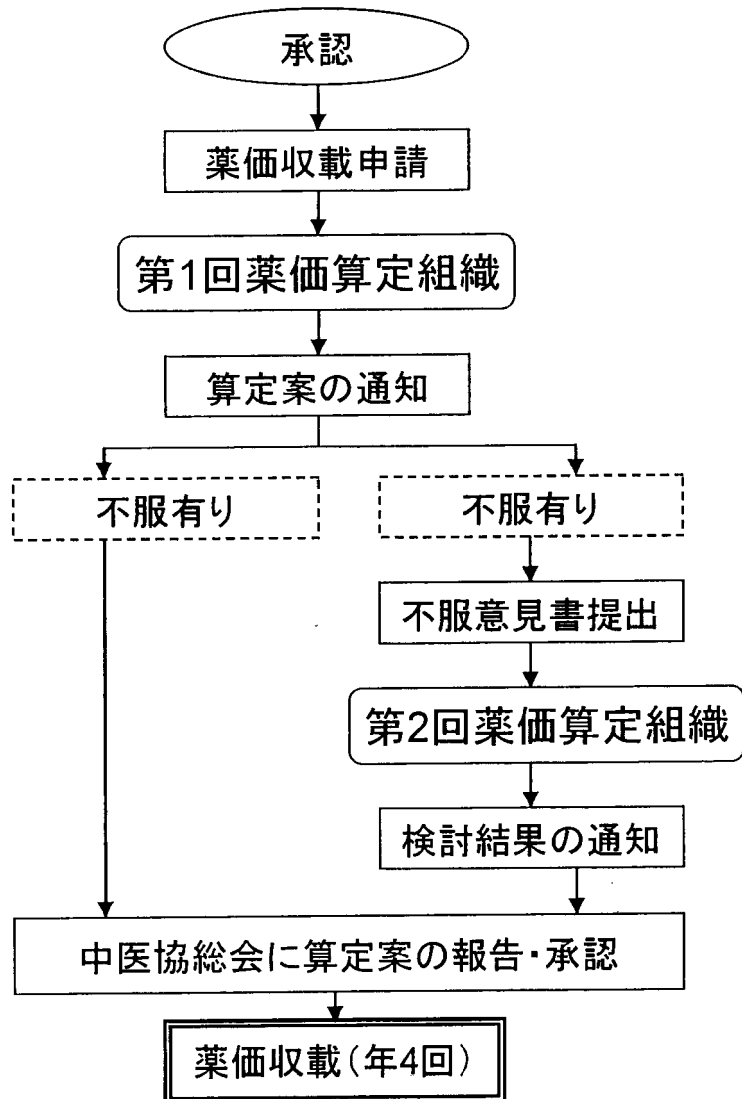 承認
薬価収載申請
第1回薬価算定組織
算定案の通知
不服有り
不服有り
不服意見書提出
第2回薬価算定組織
検討結果の通知
中医協総会に算定案の報告・承認
薬価収載(年4回)